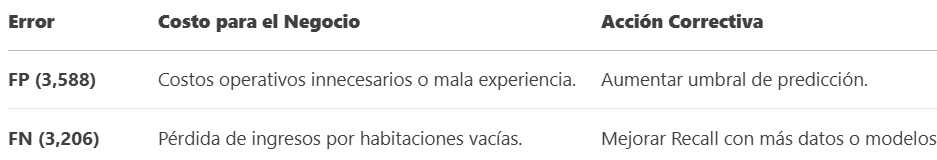 Error Costo para el Negocio Acción Correctiva
FP (3,588) Costos operativos innecesarios o mala experiencia. Aumentar umbral de predicción.
FN (3,206) Pérdida de ingresos por habitaciones vacías. Mejorar Recall con más datos o modelos